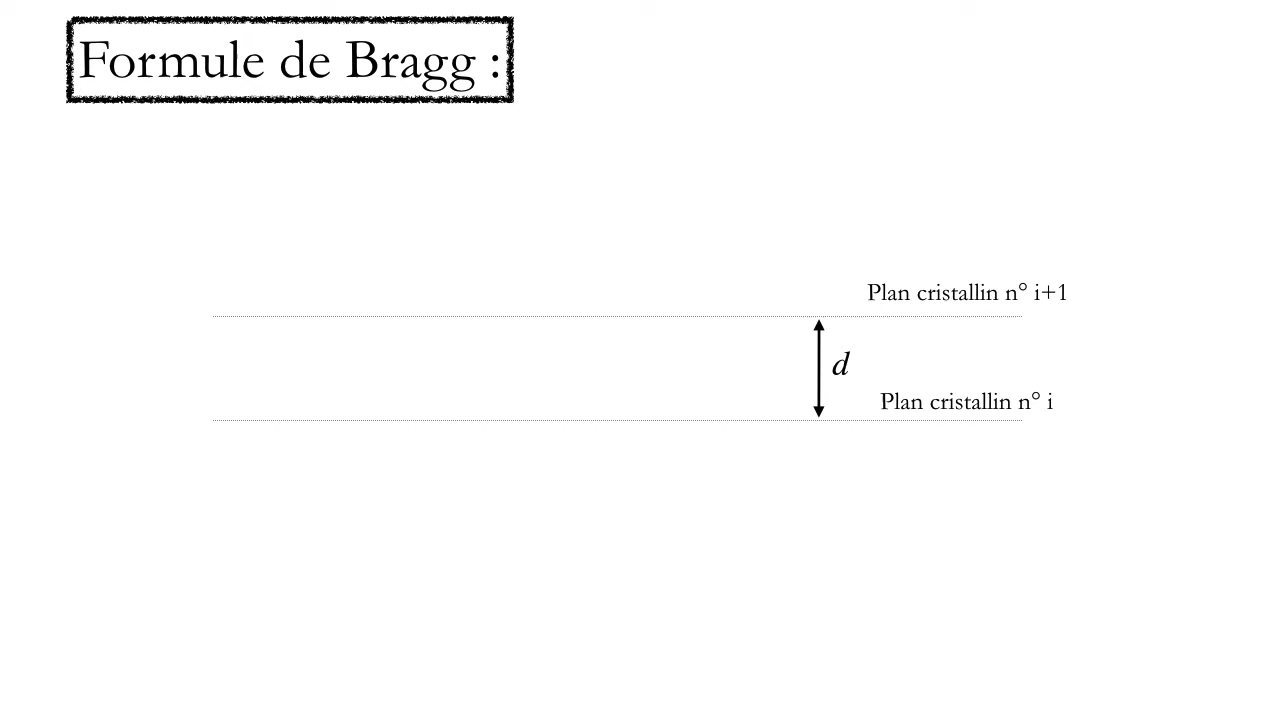 Formule de Bragg :
Plan cristallin n° i+1
d
Plan cristallin n° i